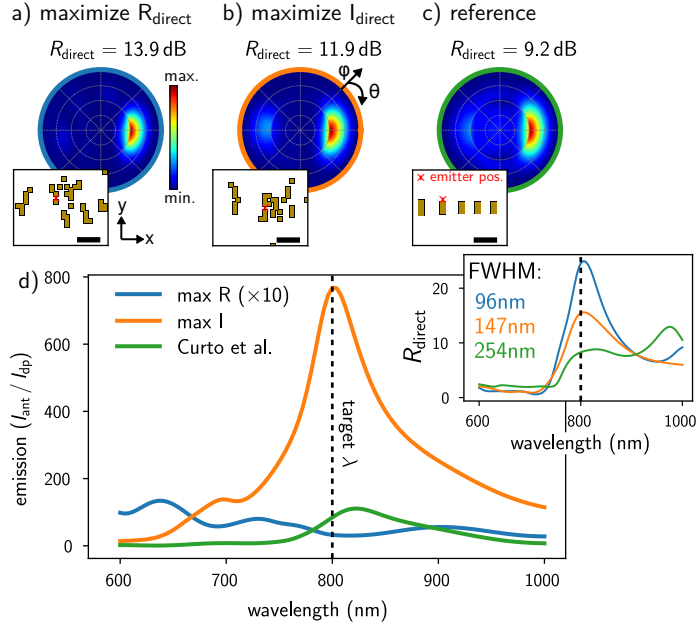 a) maximize R_direct
b) maximize I_direct
c) reference
R_direct = 13.9 dB
R_direct = 11.9 dB
R_direct = 9.2 dB
max.
min.
φ
θ
y
x
× emitter pos.
d)
800
600
400
200
0
emission (I_ant / I_dp)
max R (×10)
max I
Curto et al.
target λ
600
700
800
900
1000
wavelength (nm)
FWHM:
96nm
147nm
254nm
20
10
0
R_direct
600
800
1000
wavelength (nm)